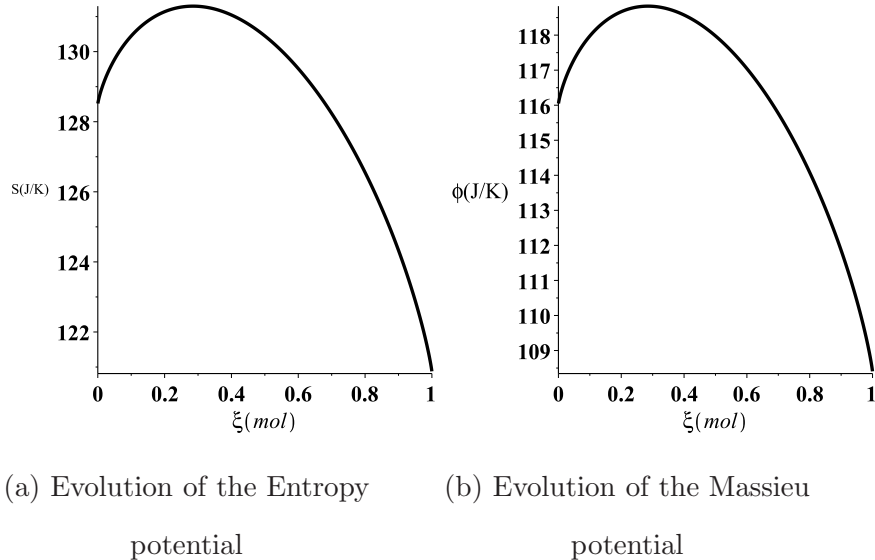 130
128
S(J/K) 126
124
122
0 0.2 0.4 0.6 0.8 1
ξ(mol)
118
117
116
115
114
ϕ(J/K) 113
112
111
110
109
0 0.2 0.4 0.6 0.8 1
ξ(mol)
(a) Evolution of the Entropy
potential
(b) Evolution of the Massieu
potential